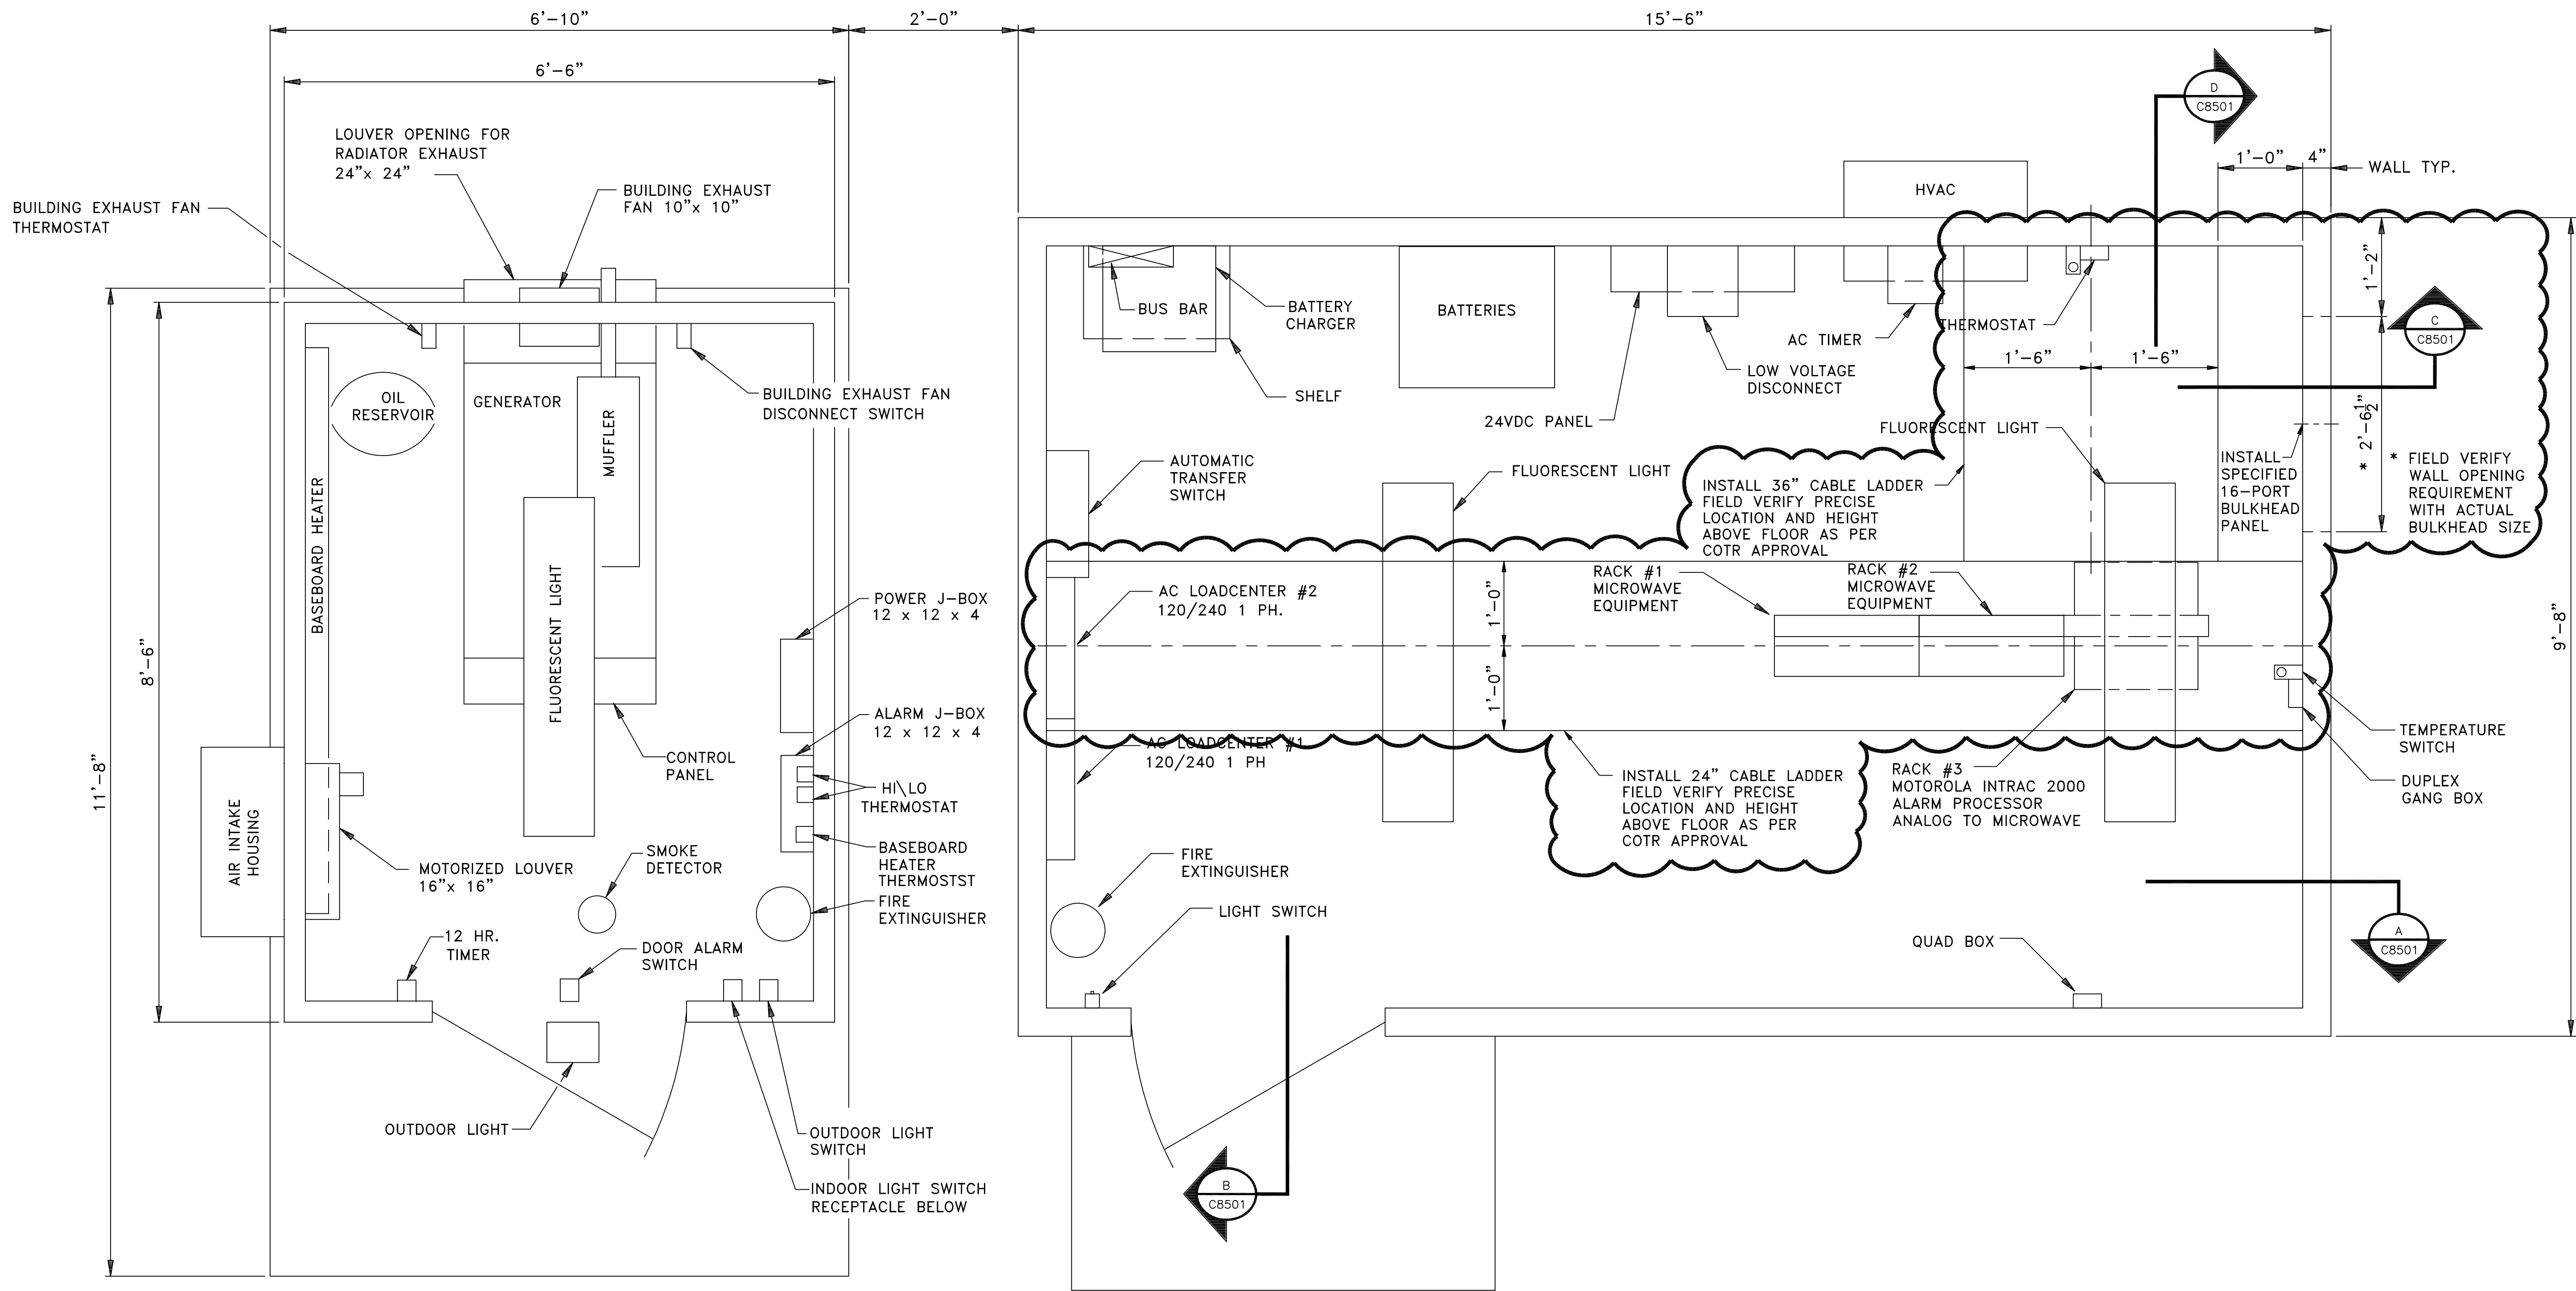 6'-10"
2'-0"
15'-6"
6'-6"
LOUVER OPENING FOR
RADIATOR EXHAUST
24"x 24"
BUILDING EXHAUST
FAN 10"x 10"
BUILDING EXHAUST FAN
THERMOSTAT
OIL
RESERVOIR
GENERATOR
MUFFLER
BUILDING EXHAUST FAN
DISCONNECT SWITCH
BASEBOARD HEATER
FLUORESCENT LIGHT
8'-6"
11'-8"
POWER J-BOX
12 x 12 x 4
ALARM J-BOX
12 x 12 x 4
CONTROL
PANEL
HI\LO
THERMOSTAT
AIR INTAKE
HOUSING
MOTORIZED LOUVER
16"x 16"
SMOKE
DETECTOR
BASEBOARD
HEATER
THERMOSTST
FIRE
EXTINGUISHER
12 HR.
TIMER
DOOR ALARM
SWITCH
OUTDOOR LIGHT
OUTDOOR LIGHT
SWITCH
INDOOR LIGHT SWITCH
RECEPTACLE BELOW
D
C8501
1'-0"
4"
WALL TYP.
HVAC
BUS BAR
BATTERY
CHARGER
BATTERIES
SHELF
24VDC PANEL
LOW VOLTAGE
DISCONNECT
AC TIMER
THERMOSTAT
1'-6"
1'-6"
1'-2"
C
C8501
* 2'-6 1/2"
FLUORESCENT LIGHT
AUTOMATIC
TRANSFER
SWITCH
FLUORESCENT LIGHT
INSTALL 36" CABLE LADDER
FIELD VERIFY PRECISE
LOCATION AND HEIGHT
ABOVE FLOOR AS PER
COTR APPROVAL
INSTALL
SPECIFIED
16-PORT
BULKHEAD
PANEL
* FIELD VERIFY
WALL OPENING
REQUIREMENT
WITH ACTUAL
BULKHEAD SIZE
AC LOADCENTER #2
120/240 1 PH.
1'-0"
1'-0"
RACK #1
MICROWAVE
EQUIPMENT
RACK #2
MICROWAVE
EQUIPMENT
9'-8"
AC LOADCENTER #1
120/240 1 PH
INSTALL 24" CABLE LADDER
FIELD VERIFY PRECISE
LOCATION AND HEIGHT
ABOVE FLOOR AS PER
COTR APPROVAL
RACK #3
MOTOROLA INTRAC 2000
ALARM PROCESSOR
ANALOG TO MICROWAVE
TEMPERATURE
SWITCH
DUPLEX
GANG BOX
FIRE
EXTINGUISHER
LIGHT SWITCH
QUAD BOX
A
C8501
B
C8501